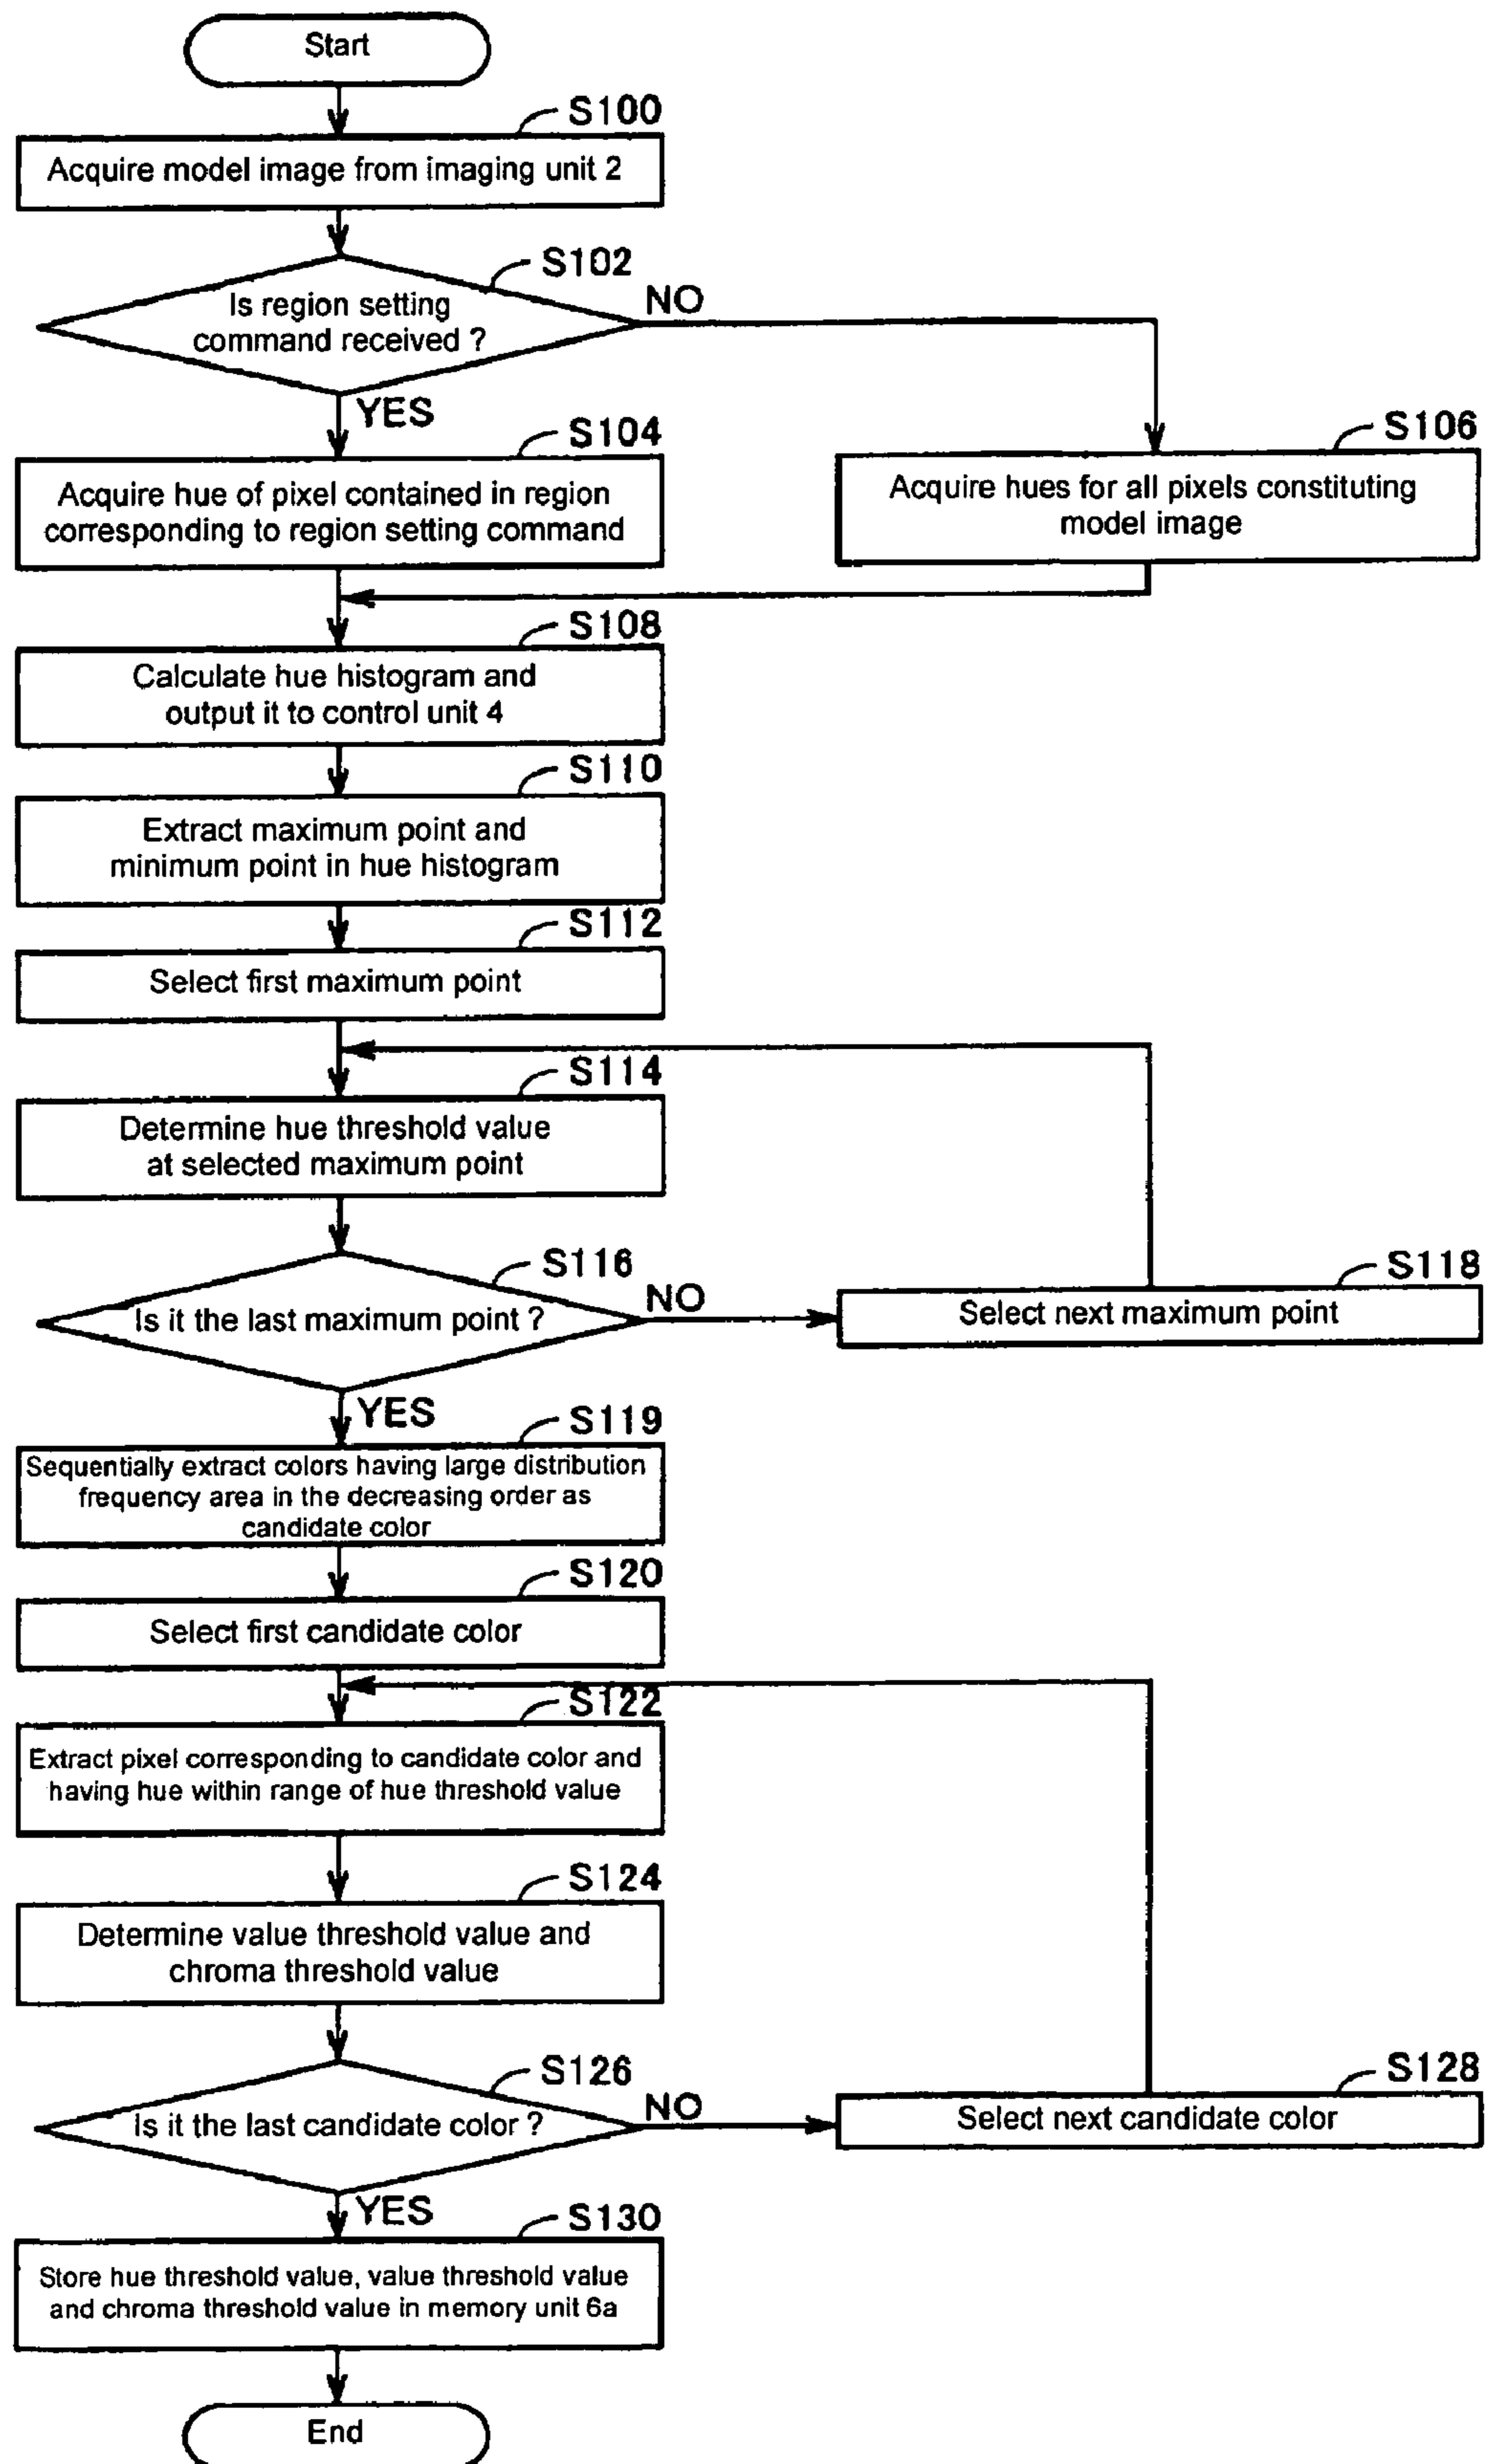 Start
S100
Acquire model image from imaging unit 2
S102
Is region setting
command received ?
NO
YES
S104
Acquire hue of pixel contained in region
corresponding to region setting command
S106
Acquire hues for all pixels constituting
model image
S108
Calculate hue histogram and
output it to control unit 4
S110
Extract maximum point and
minimum point in hue histogram
S112
Select first maximum point
S114
Determine hue threshold value
at selected maximum point
S116
Is it the last maximum point ?
NO
S118
Select next maximum point
YES
S119
Sequentially extract colors having large distribution
frequency area in the decreasing order as
candidate color
S120
Select first candidate color
S122
Extract pixel corresponding to candidate color and
having hue within range of hue threshold value
S124
Determine value threshold value and
chroma threshold value
S126
Is it the last candidate color ?
NO
S128
Select next candidate color
YES
S130
Store hue threshold value, value threshold value
and chroma threshold value in memory unit 6a
End